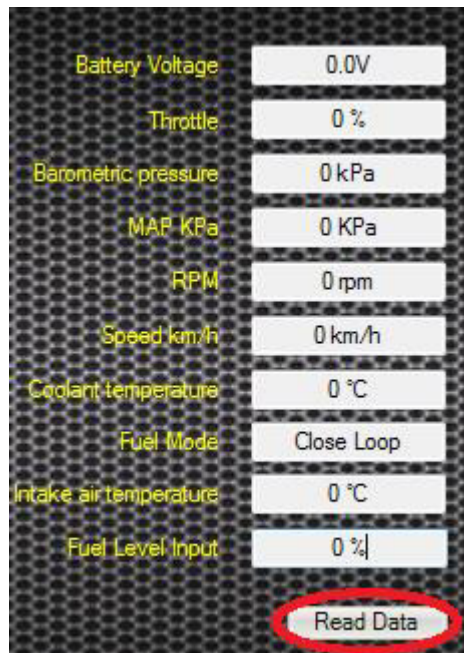 Battery Voltage 0.0V
Throttle 0 %
Barometric pressure 0 kPa
MAP KPa 0 KPa
RPM 0 rpm
Speed km/h 0 km/h
Coolant temperature 0 °C
Fuel Mode Close Loop
Intake air temperature 0 °C
Fuel Level Input 0 %
Read Data